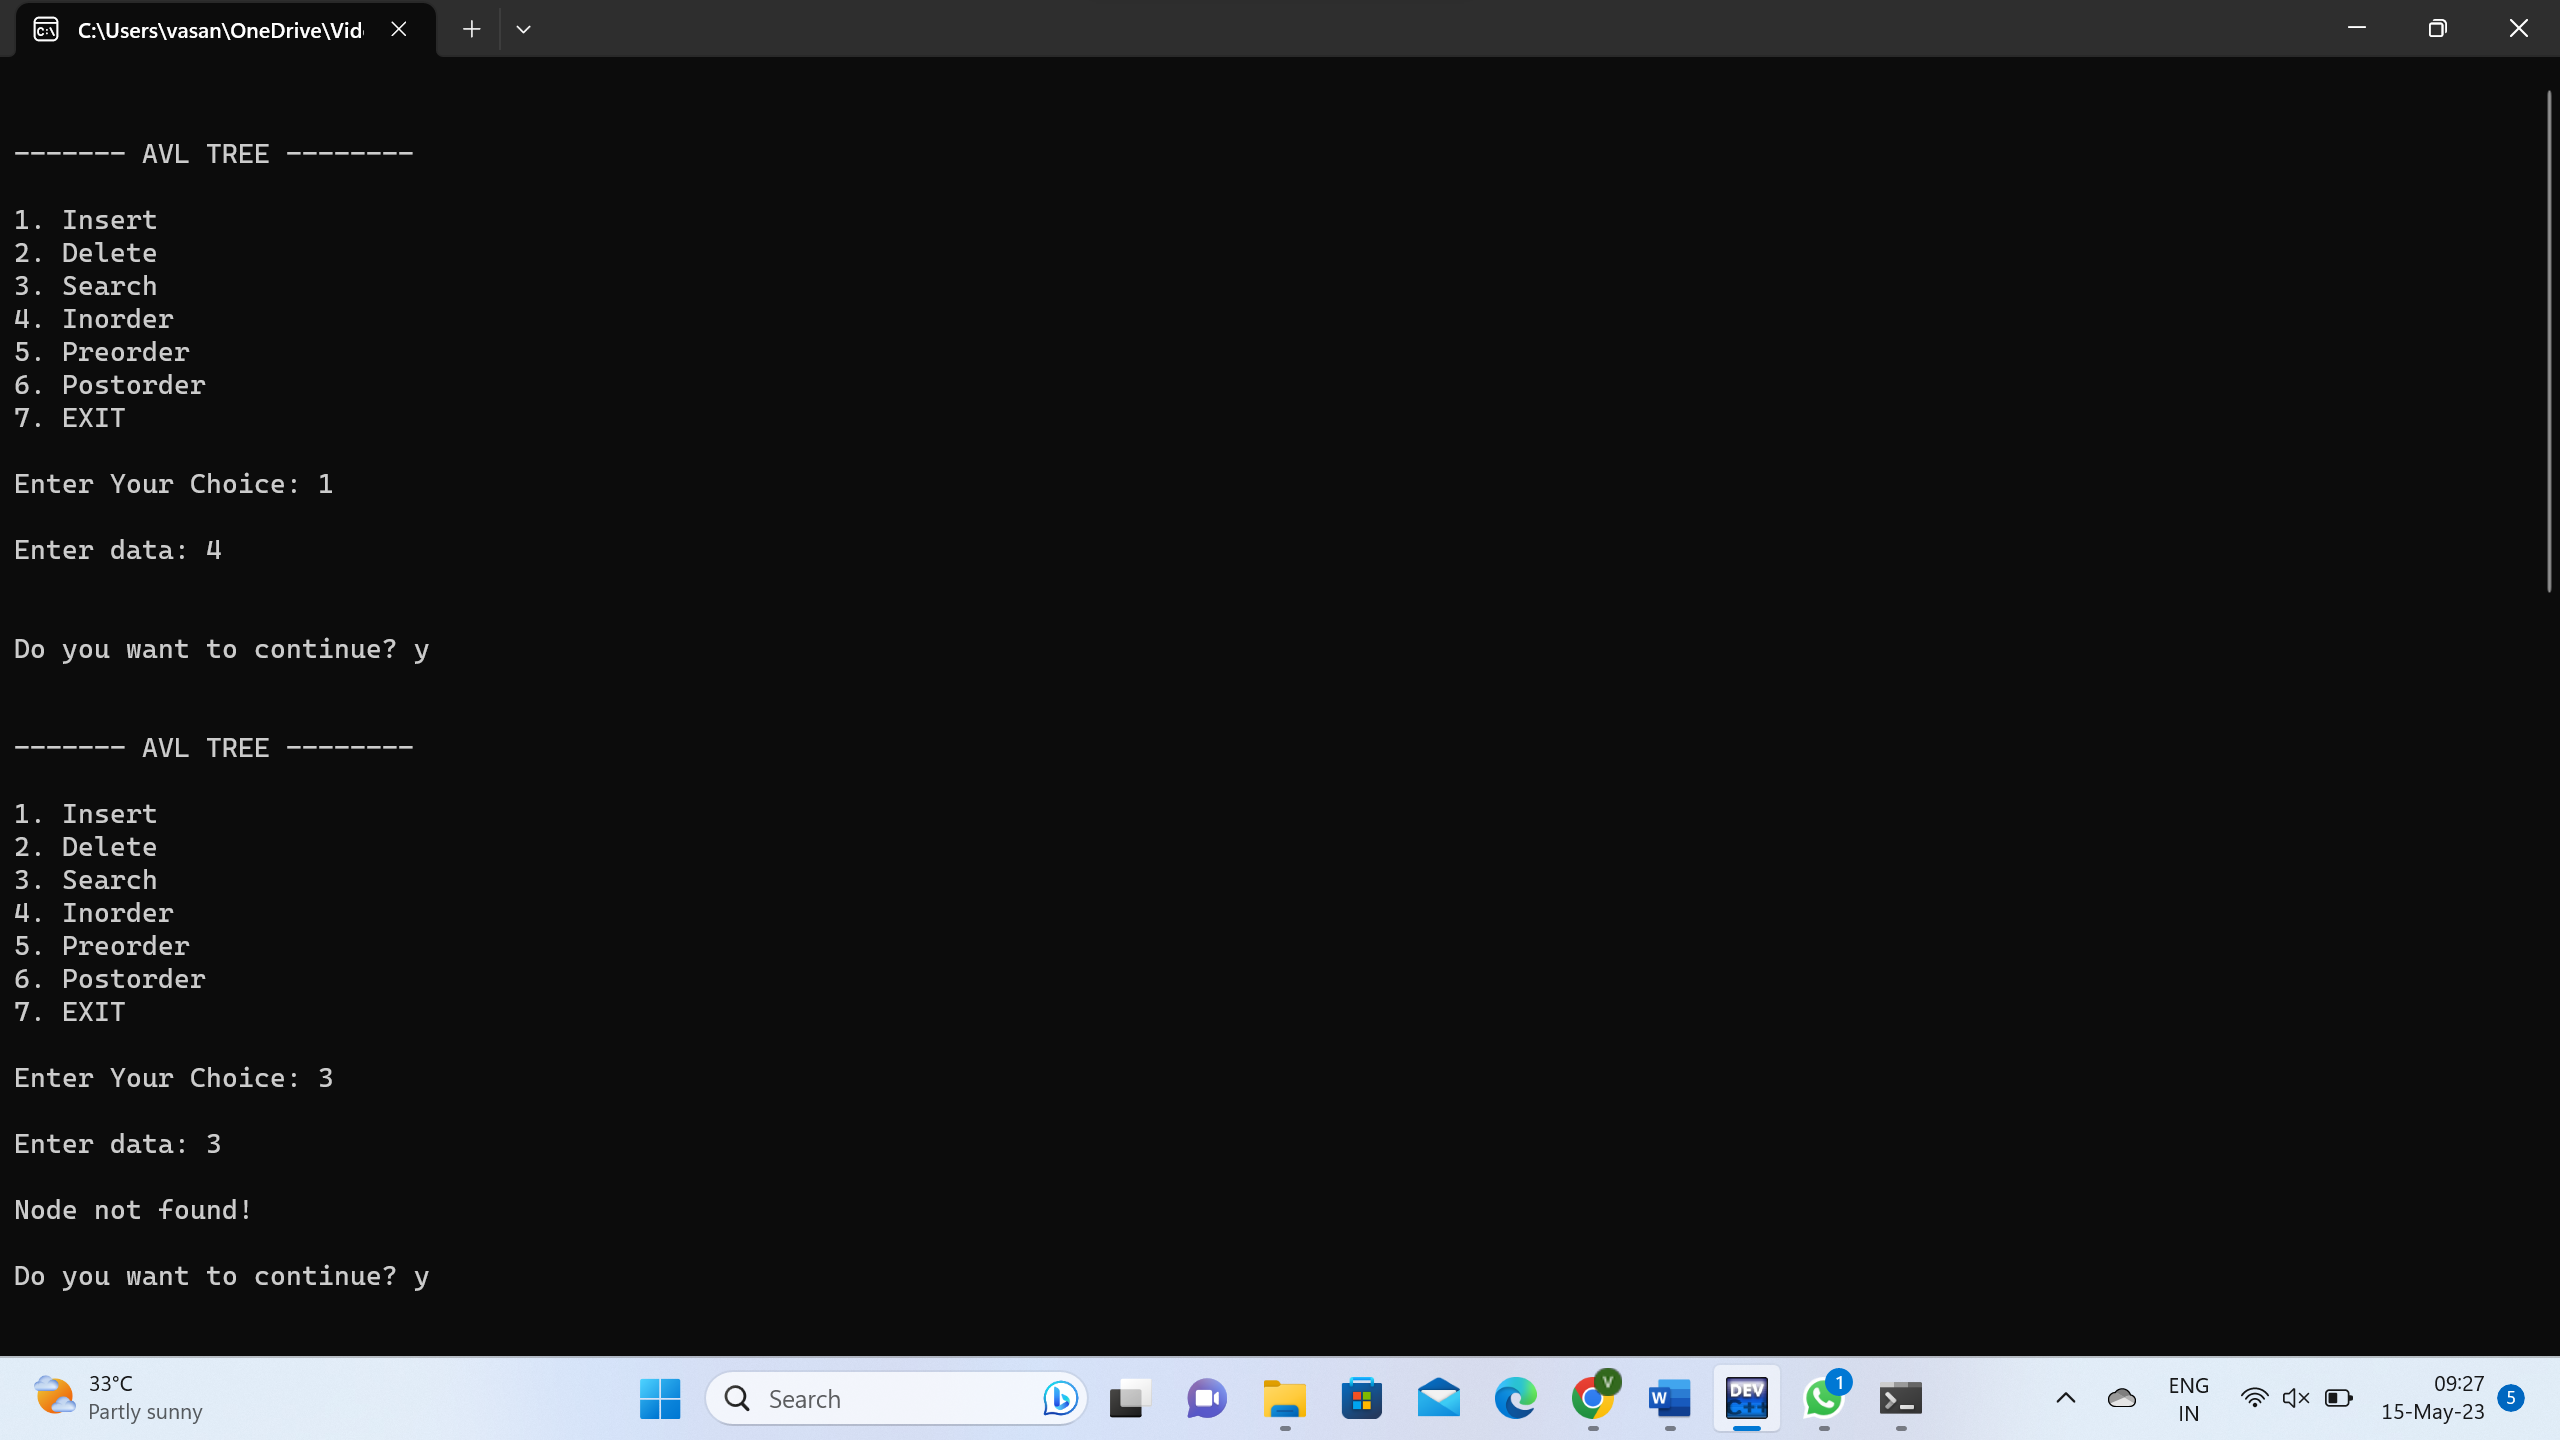 C:\Users\vasan\OneDrive\Vid
------- AVL TREE --------
1. Insert
2. Delete
3. Search
4. Inorder
5. Preorder
6. Postorder
7. EXIT
Enter Your Choice: 1
Enter data: 4
Do you want to continue? y
------- AVL TREE --------
1. Insert
2. Delete
3. Search
4. Inorder
5. Preorder
6. Postorder
7. EXIT
Enter Your Choice: 3
Enter data: 3
Node not found!
Do you want to continue? y
33°C
Partly sunny
Search
V
W
DEV
C++
1
ENG
IN
09:27
15-May-23
5